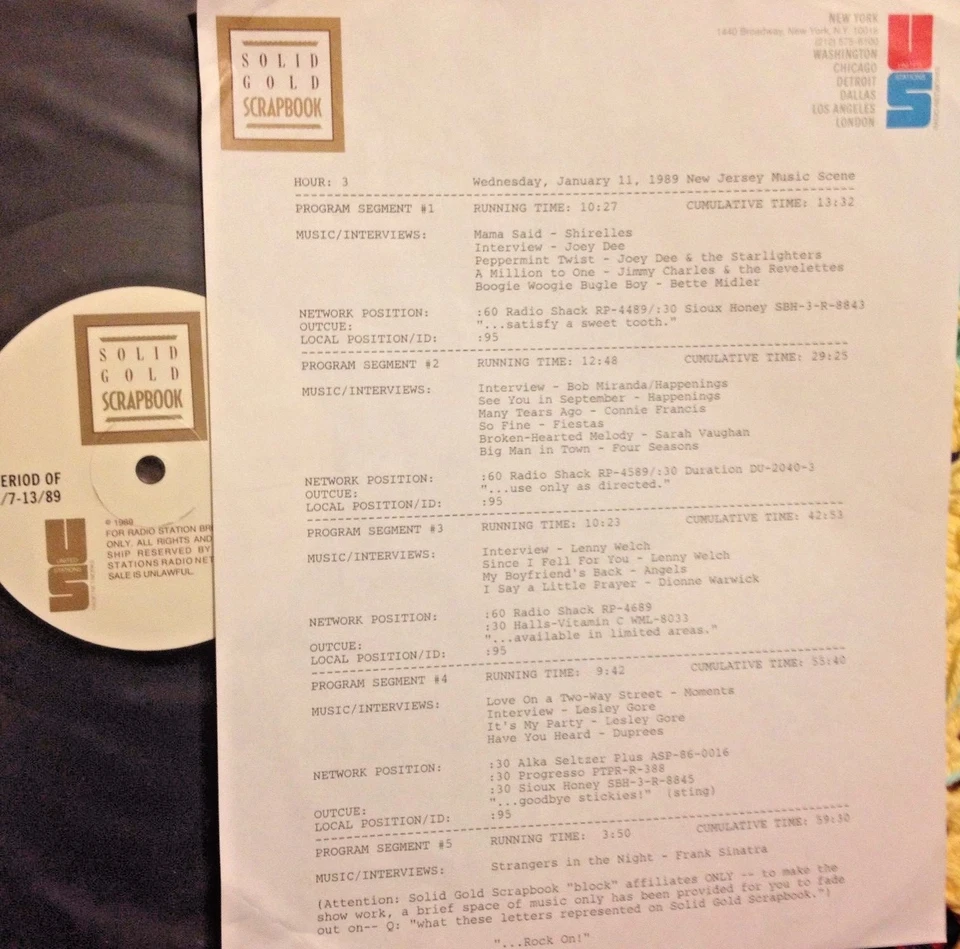 SOLID
GOLD
SCRAPBOOK
NEW YORK
1440 Broadway, New York, N.Y. 10018
(212) 575-6100
WASHINGTON
CHICAGO
DETROIT
DALLAS
LOS ANGELES
LONDON
U
UNITED
STATIONS
S
HOUR: 3 Wednesday, January 11, 1989 New Jersey Music Scene
PROGRAM SEGMENT #1 RUNNING TIME: 10:27 CUMULATIVE TIME: 13:32
MUSIC/INTERVIEWS: Mama Said - Shirelles
Interview - Joey Dee
Peppermint Twist - Joey Dee & the Starlighters
A Million to One - Jimmy Charles & the Revelettes
Boogie Woogie Bugle Boy - Bette Midler
NETWORK POSITION: :60 Radio Shack RP-4489/:30 Sioux Honey SBH-3-R-8843
OUTCUE: "...satisfy a sweet tooth."
LOCAL POSITION/ID: :95
PROGRAM SEGMENT #2 RUNNING TIME: 12:48 CUMULATIVE TIME: 29:25
MUSIC/INTERVIEWS: Interview - Bob Miranda/Happenings
See You in September - Happenings
Many Tears Ago - Connie Francis
So Fine - Fiestas
Broken-Hearted Melody - Sarah Vaughan
Big Man in Town - Four Seasons
NETWORK POSITION: :60 Radio Shack RP-4589/:30 Duration DU-2040-3
OUTCUE: "...use only as directed."
LOCAL POSITION/ID: :95
PROGRAM SEGMENT #3 RUNNING TIME: 10:23 CUMULATIVE TIME: 42:53
MUSIC/INTERVIEWS: Interview - Lenny Welch
Since I Fell For You - Lenny Welch
My Boyfriend's Back - Angels
I Say a Little Prayer - Dionne Warwick
NETWORK POSITION: :60 Radio Shack RP-4689
:30 Halls-Vitamin C WML-8033
OUTCUE: "...available in limited areas."
LOCAL POSITION/ID: :95
PROGRAM SEGMENT #4 RUNNING TIME: 9:42 CUMULATIVE TIME: 55:40
MUSIC/INTERVIEWS: Love On a Two-Way Street - Moments
Interview - Lesley Gore
It's My Party - Lesley Gore
Have You Heard - Duprees
NETWORK POSITION: :30 Alka Seltzer Plus ASP-86-0016
:30 Progresso PTPR-R-388
:30 Sioux Honey SBH-3-R-8845
OUTCUE: "...goodbye stickies!" (sting)
LOCAL POSITION/ID: :95
PROGRAM SEGMENT #5 RUNNING TIME: 3:50 CUMULATIVE TIME: 59:30
MUSIC/INTERVIEWS: Strangers in the Night - Frank Sinatra
(Attention: Solid Gold Scrapbook "block" affiliates ONLY -- to make the
show work, a brief space of music only has been provided for you to fade
out on-- Q: "what these letters represented on Solid Gold Scrapbook.")
"...Rock On!"
SOLID
GOLD
SCRAPBOOK
ERIOD OF
/7-13/89
U
UNITED
STATIONS
S
© 1989
FOR RADIO STATION BR
ONLY. ALL RIGHTS AND
SHIP RESERVED BY
STATIONS RADIO NET
SALE IS UNLAWFUL.